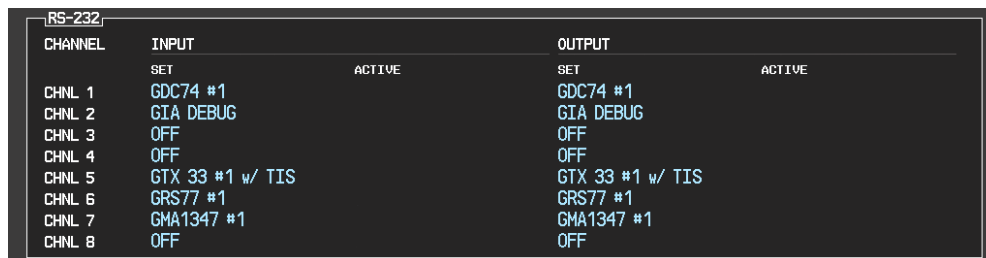 RS-232
CHANNEL INPUT OUTPUT
SET ACTIVE SET ACTIVE
CHNL 1 GDC74 #1 GDC74 #1
CHNL 2 GIA DEBUG GIA DEBUG
CHNL 3 OFF OFF
CHNL 4 OFF OFF
CHNL 5 GTX 33 #1 w/ TIS GTX 33 #1 w/ TIS
CHNL 6 GRS77 #1 GRS77 #1
CHNL 7 GMA1347 #1 GMA1347 #1
CHNL 8 OFF OFF